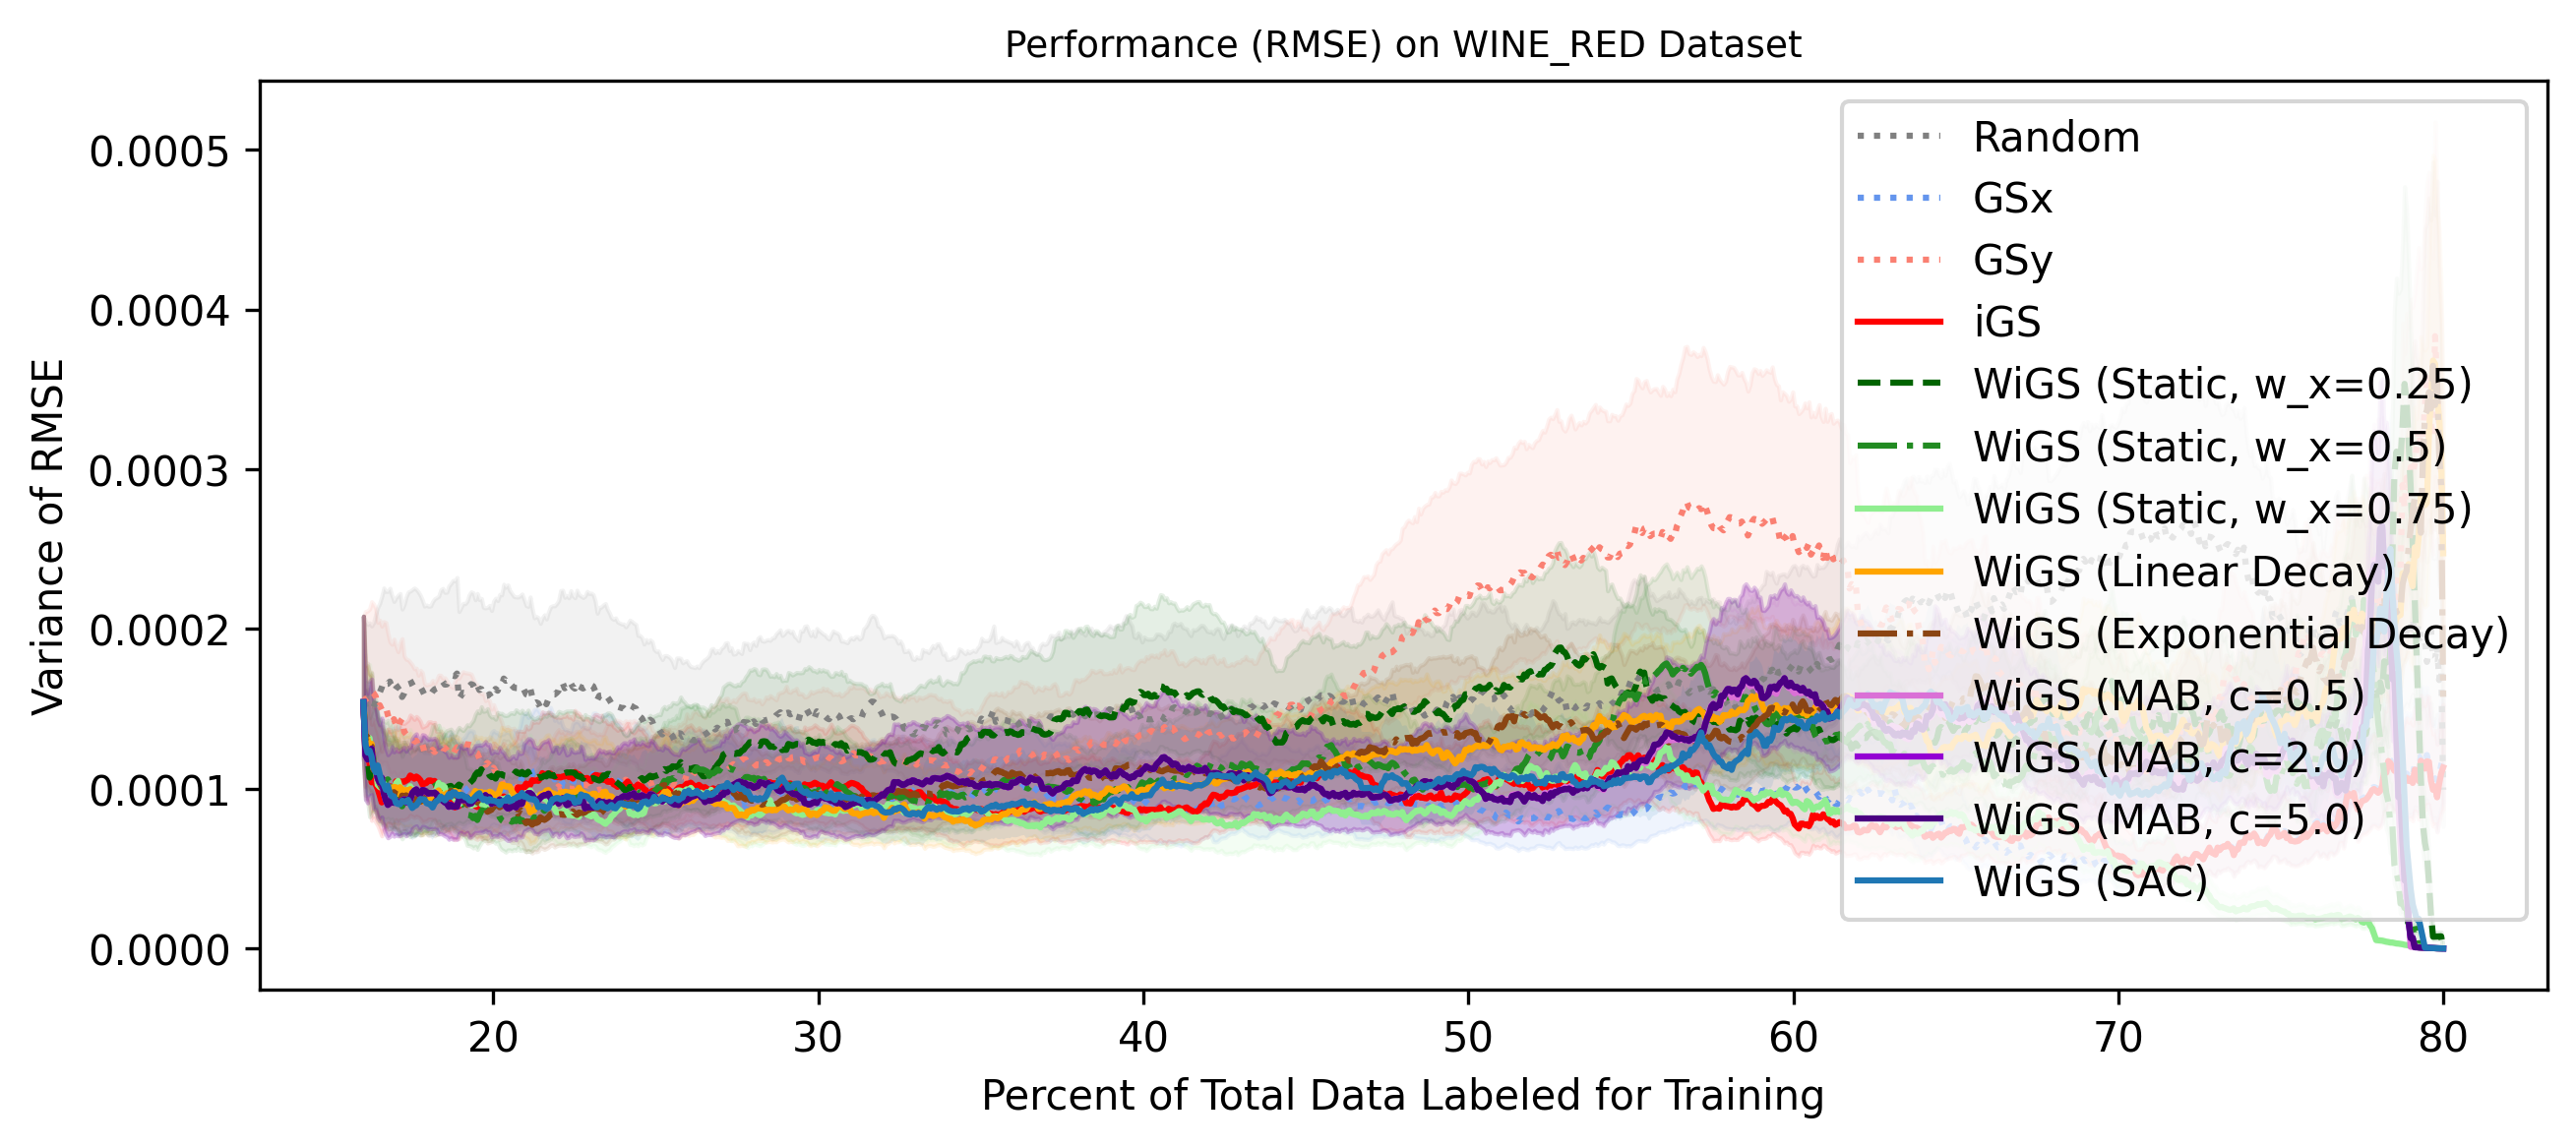 Performance (RMSE) on WINE_RED Dataset
Variance of RMSE
0.0005
0.0004
0.0003
0.0002
0.0001
0.0000
Random
GSx
GSy
iGS
WiGS (Static, w_x=0.25)
WiGS (Static, w_x=0.5)
WiGS (Static, w_x=0.75)
WiGS (Linear Decay)
WiGS (Exponential Decay)
WiGS (MAB, c=0.5)
WiGS (MAB, c=2.0)
WiGS (MAB, c=5.0)
WiGS (SAC)
20 30 40 50 60 70 80
Percent of Total Data Labeled for Training